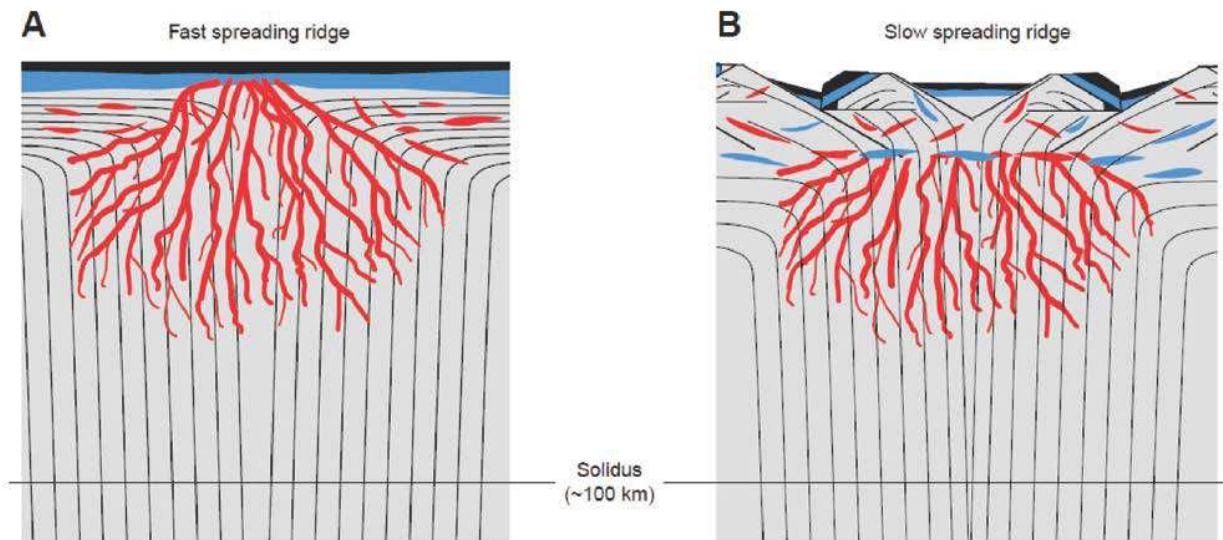 A
Fast spreading ridge
B
Slow spreading ridge
Solidus
(~100 km)